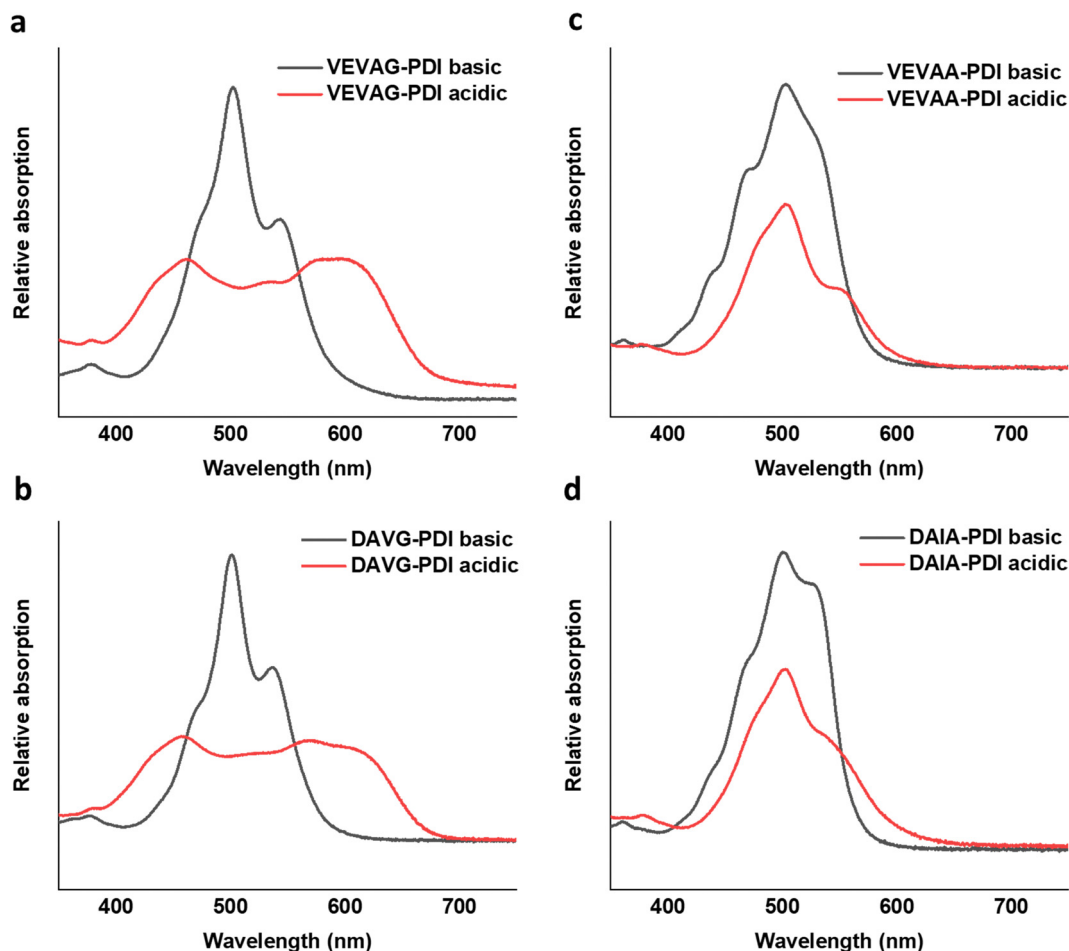 a
VEVAG-PDI basic
VEVAG-PDI acidic
Relative absorption
400 500 600 700
Wavelength (nm)
c
VEVAA-PDI basic
VEVAA-PDI acidic
Relative absorption
400 500 600 700
Wavelength (nm)
b
DAVG-PDI basic
DAVG-PDI acidic
Relative absorption
400 500 600 700
Wavelength (nm)
d
DAIA-PDI basic
DAIA-PDI acidic
Relative absorption
400 500 600 700
Wavelength (nm)